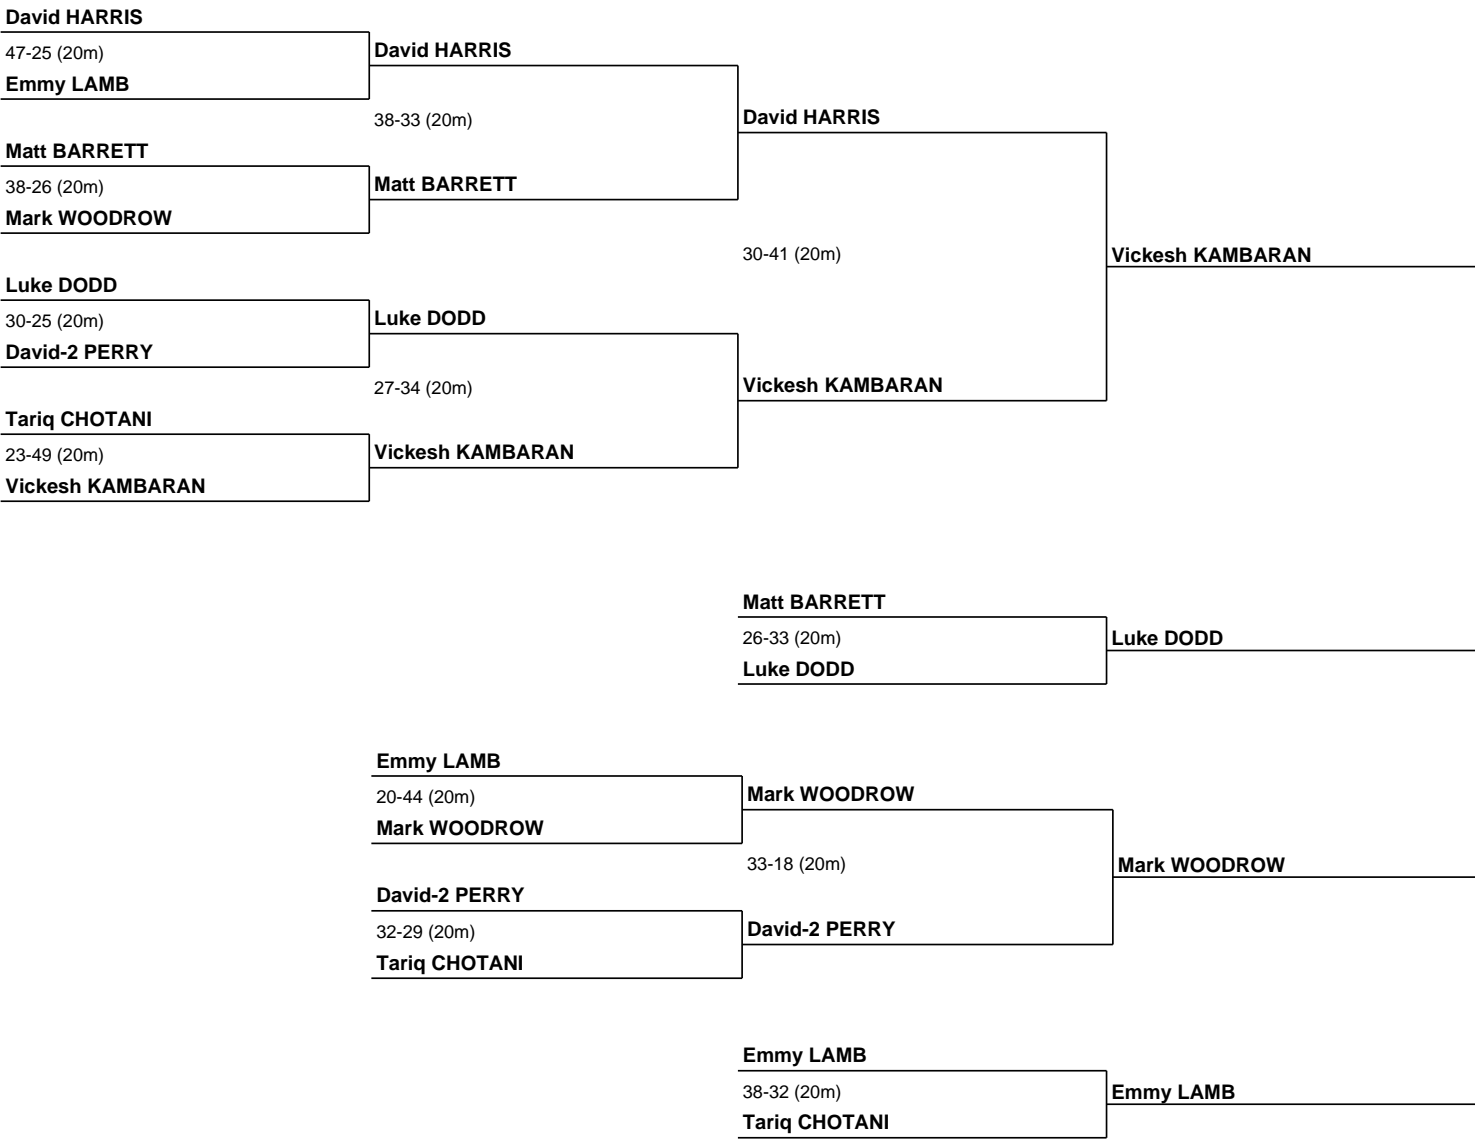 David HARRIS
47-25 (20m)
Emmy LAMB
David HARRIS
38-33 (20m)
Matt BARRETT
38-26 (20m)
Mark WOODROW
Matt BARRETT
David HARRIS
30-41 (20m)
Vickesh KAMBARAN
Luke DODD
30-25 (20m)
David-2 PERRY
Luke DODD
27-34 (20m)
Vickesh KAMBARAN
Tariq CHOTANI
23-49 (20m)
Vickesh KAMBARAN
Vickesh KAMBARAN
Matt BARRETT
26-33 (20m)
Luke DODD
Luke DODD
Emmy LAMB
20-44 (20m)
Mark WOODROW
Mark WOODROW
33-18 (20m)
Mark WOODROW
David-2 PERRY
32-29 (20m)
Tariq CHOTANI
David-2 PERRY
Emmy LAMB
38-32 (20m)
Tariq CHOTANI
Emmy LAMB